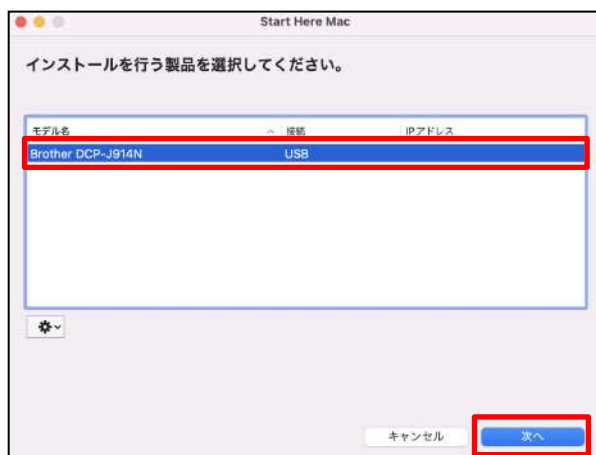 Start Here Mac
インストールを行う製品を選択してください。
モデル名 接続 IPアドレス
Brother DCP-J914N USB
キャンセル 次へ